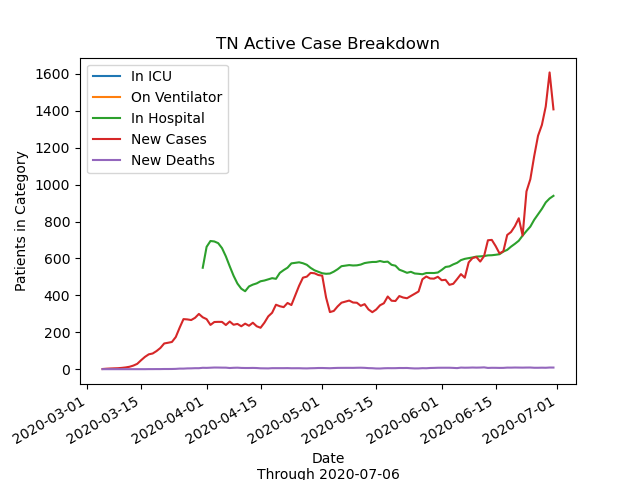 TN Active Case Breakdown
In ICU
On Ventilator
In Hospital
New Cases
New Deaths
Patients in Category
1600
1400
1200
1000
800
600
400
200
0
2020-03-01
2020-03-15
2020-04-01
2020-04-15
2020-05-01
2020-05-15
2020-06-01
2020-06-15
2020-07-01
Date
Through 2020-07-06